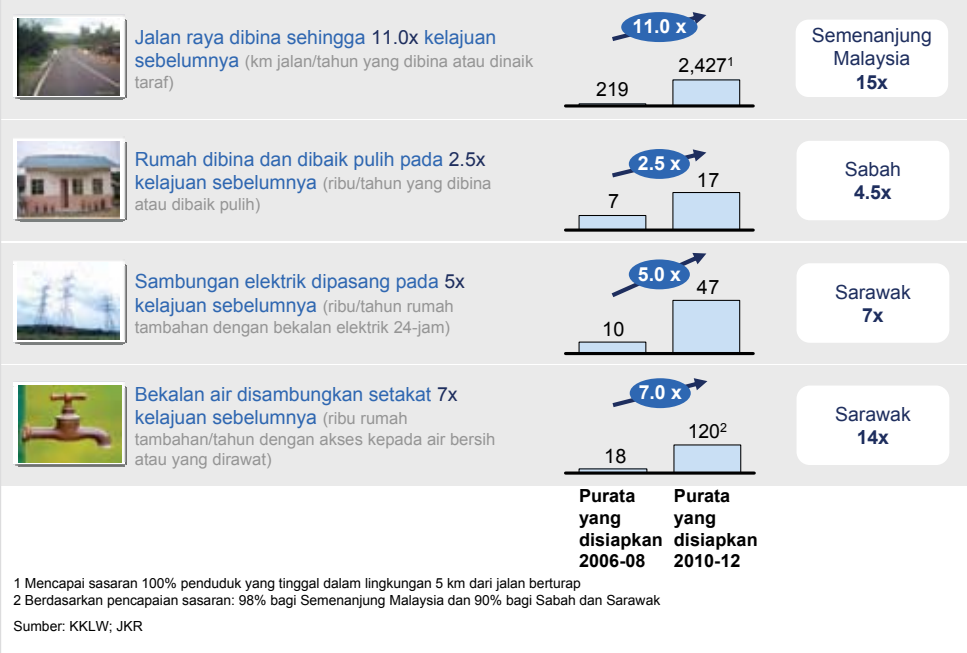 Jalan raya dibina sehingga 11.0x kelajuan
sebelumnya (km jalan/tahun yang dibina atau dinaik
taraf)
11.0 x
219
2,427¹
Semenanjung
Malaysia
15x
Rumah dibina dan dibaik pulih pada 2.5x
kelajuan sebelumnya (ribu/tahun yang dibina
atau dibaik pulih)
2.5 x
7
17
Sabah
4.5x
Sambungan elektrik dipasang pada 5x
kelajuan sebelumnya (ribu/tahun rumah
tambahan dengan bekalan elektrik 24-jam)
5.0 x
10
47
Sarawak
7x
Bekalan air disambungkan setakat 7x
kelajuan sebelumnya (ribu rumah
tambahan/tahun dengan akses kepada air bersih
atau yang dirawat)
7.0 x
18
120²
Sarawak
14x
Purata
yang
disiapkan
2006-08
Purata
yang
disiapkan
2010-12
1 Mencapai sasaran 100% penduduk yang tinggal dalam lingkungan 5 km dari jalan berturap
2 Berdasarkan pencapaian sasaran: 98% bagi Semenanjung Malaysia dan 90% bagi Sabah dan Sarawak
Sumber: KKLW; JKR